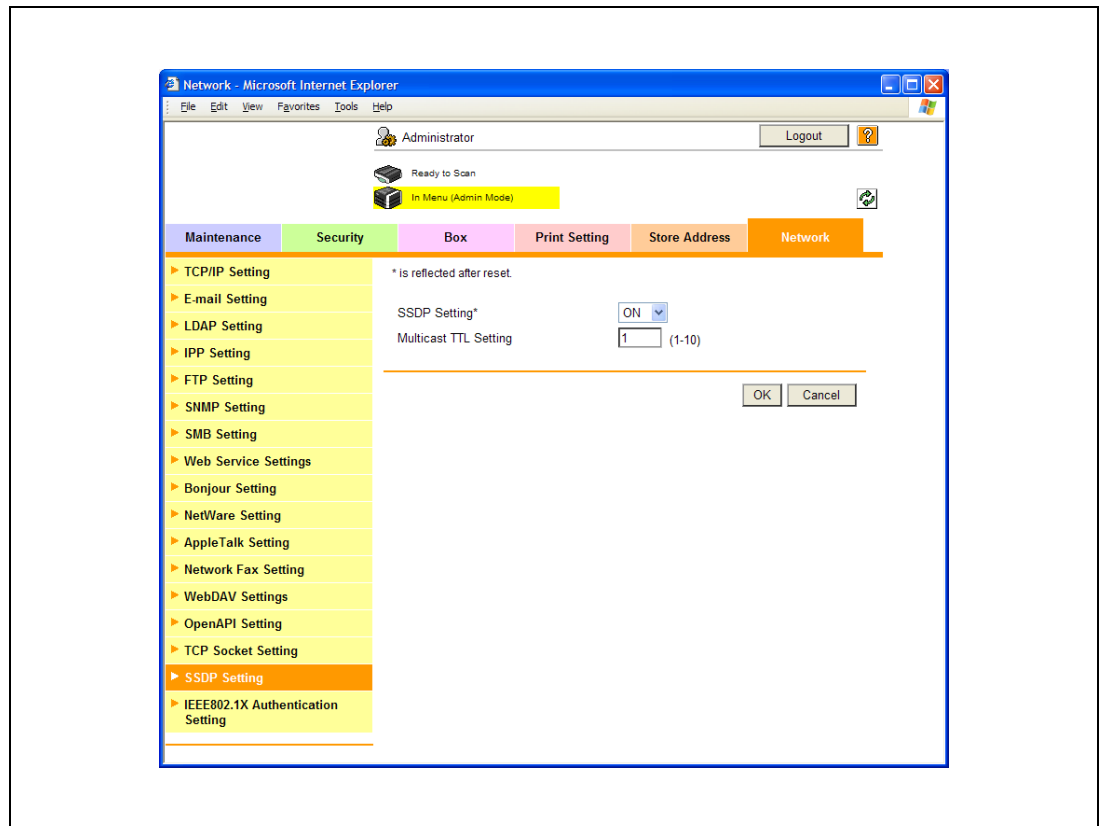 Network - Microsoft Internet Explorer
File Edit View Favorites Tools Help
Administrator
Logout
?
Ready to Scan
In Menu (Admin Mode)
Maintenance Security Box Print Setting Store Address Network
TCP/IP Setting
E-mail Setting
LDAP Setting
IPP Setting
FTP Setting
SNMP Setting
SMB Setting
Web Service Settings
Bonjour Setting
NetWare Setting
AppleTalk Setting
Network Fax Setting
WebDAV Settings
OpenAPI Setting
TCP Socket Setting
SSDP Setting
IEEE802.1X Authentication
Setting
* is reflected after reset.
SSDP Setting* ON
Multicast TTL Setting 1 (1-10)
OK Cancel